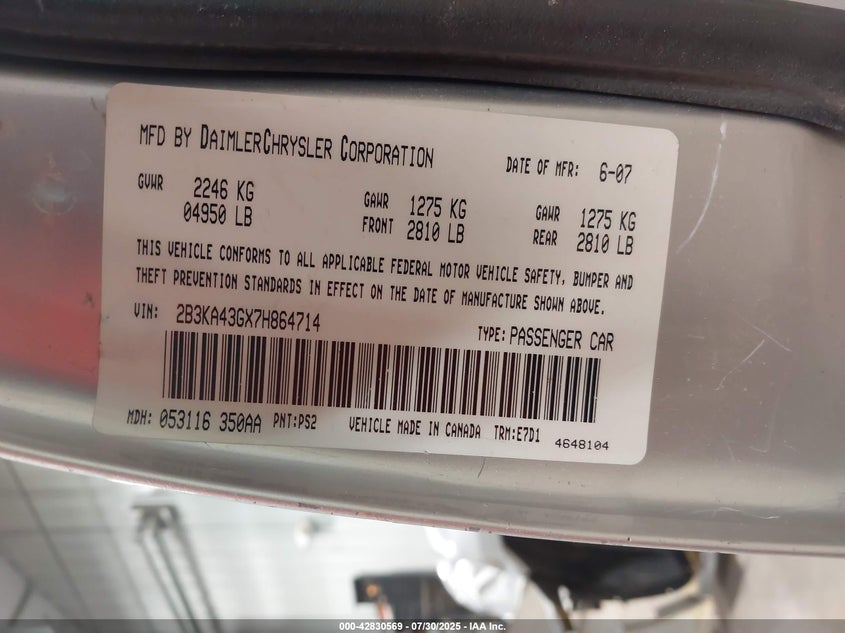 MFD BY DAIMLERCHRYSLER CORPORATION DATE OF MFR: 6-07
GVWR 2246 KG GAWR 1275 KG GAWR 1275 KG
04950 LB FRONT 2810 LB REAR 2810 LB
THIS VEHICLE CONFORMS TO ALL APPLICABLE FEDERAL MOTOR VEHICLE SAFETY, BUMPER AND
THEFT PREVENTION STANDARDS IN EFFECT ON THE DATE OF MANUFACTURE SHOWN ABOVE.
VIN: 2B3KA43GX7H864714 TYPE: PASSENGER CAR
MDH: 053116 350AA PNT:PS2 VEHICLE MADE IN CANADA TRM:E7D1 4648104
000-42830569 - 07/30/2025 - IAA Inc.